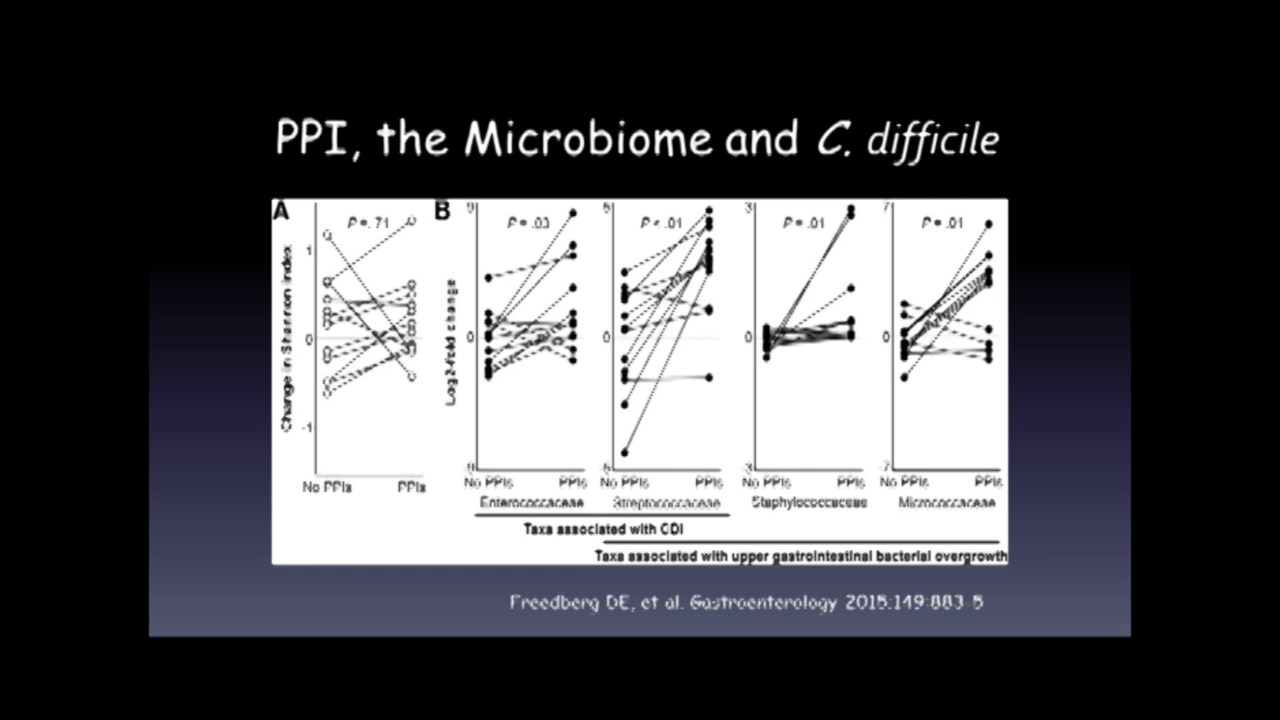 PPI, the Microbiome and C. difficile
A
B
Change in Shannon index
1
0
-1
P = .71
No PPIs PPIs
Log2-fold change
9
0
-9
P = .03
No PPIs PPIs
Enterococcaceae
0
P < .01
No PPIs PPIs
Streptococcaceae
3
0
-3
P = .01
No PPIs PPIs
Staphylococcaceae
7
0
-7
P = .01
No PPIs PPIs
Micrococcaceae
Taxa associated with CDI
Taxa associated with upper gastrointestinal bacterial overgrowth
Freedberg DE, et al. Gastroenterology 2015:149:883-5